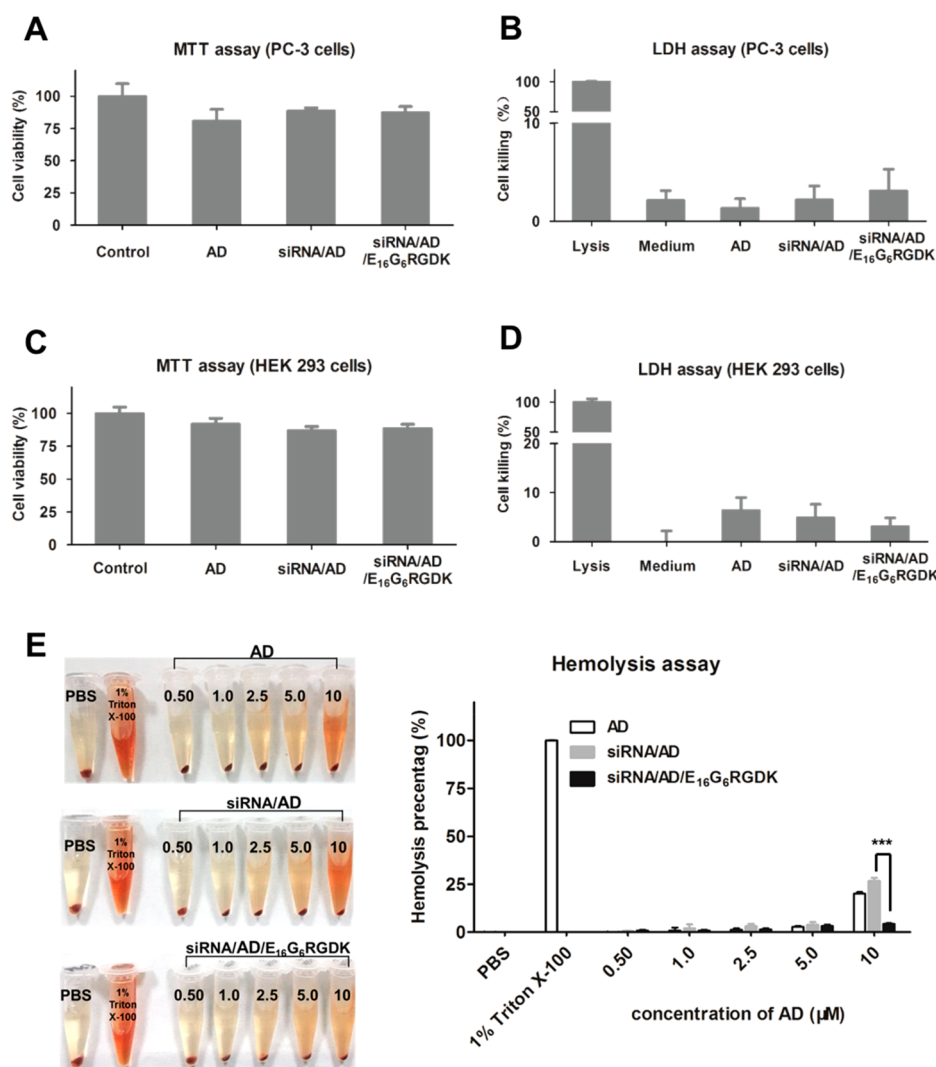 A
MTT assay (PC-3 cells)
Cell viability (%)
100
75
50
25
0
Control
AD
siRNA/AD
siRNA/AD
/E₁₆G₆RGDK
B
LDH assay (PC-3 cells)
Cell killing (%)
100
50
10
0
Lysis
Medium
AD
siRNA/AD
siRNA/AD
/E₁₆G₆RGDK
C
MTT assay (HEK 293 cells)
Cell viability (%)
100
75
50
25
0
Control
AD
siRNA/AD
siRNA/AD
/E₁₆G₆RGDK
D
LDH assay (HEK 293 cells)
Cell killing (%)
100
50
20
10
0
Lysis
Medium
AD
siRNA/AD
siRNA/AD
/E₁₆G₆RGDK
E
AD
PBS
1%
Triton
X-100
0.50 1.0 2.5 5.0 10
siRNA/AD
PBS
1%
Triton
X-100
0.50 1.0 2.5 5.0 10
siRNA/AD/E₁₆G₆RGDK
PBS
1%
Triton
X-100
0.50 1.0 2.5 5.0 10
Hemolysis assay
Hemolysis precentag (%)
100
75
50
25
0
AD
siRNA/AD
siRNA/AD/E₁₆G₆RGDK
***
PBS
1% Triton X-100
0.50
1.0
2.5
5.0
10
concentration of AD (µM)